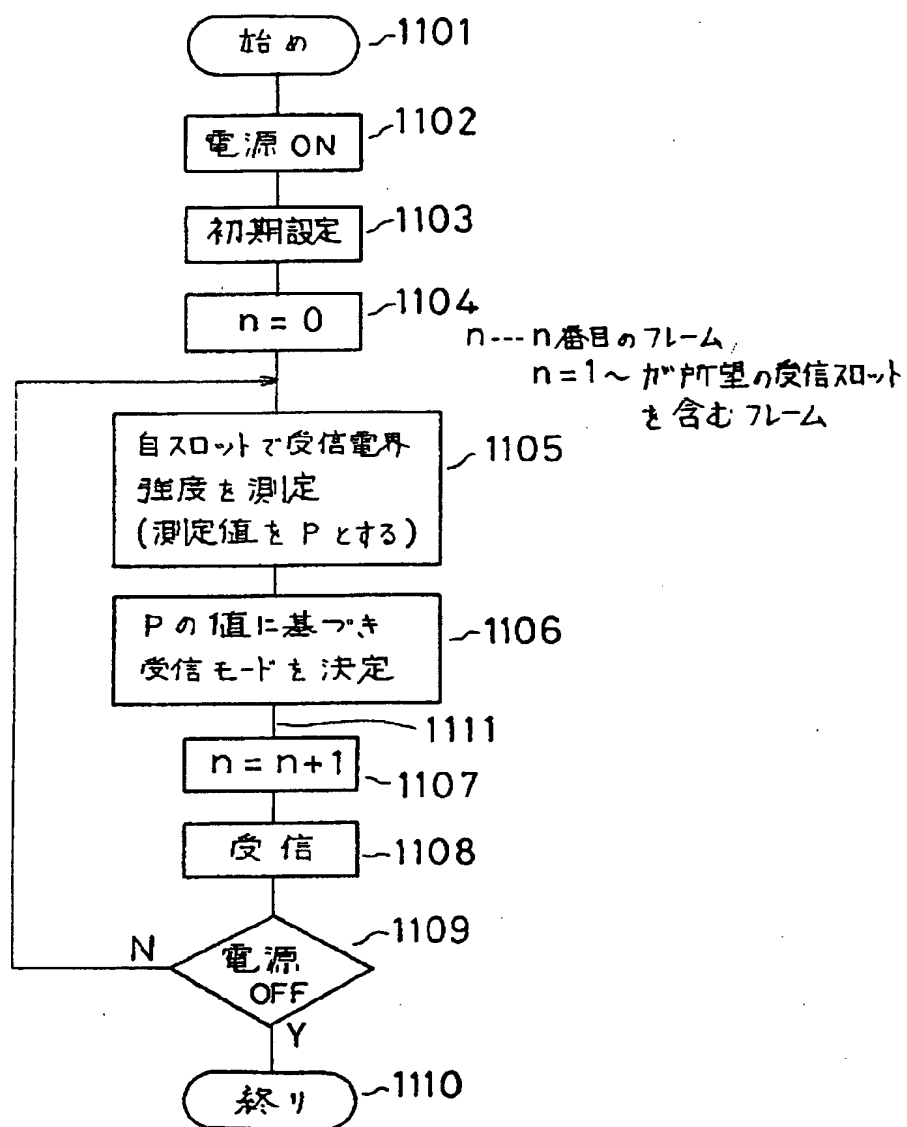 始め
1101
電源 ON
1102
初期設定
1103
n = 0
1104
n---n番目のフレーム
n=1～が所望の受信スロット
を含むフレーム
自スロットで受信電界
強度を測定
(測定値を P とする)
1105
P の値に基づき
受信モードを決定
1106
1111
n = n+1
1107
受信
1108
電源
OFF
1109
N
Y
終り
1110